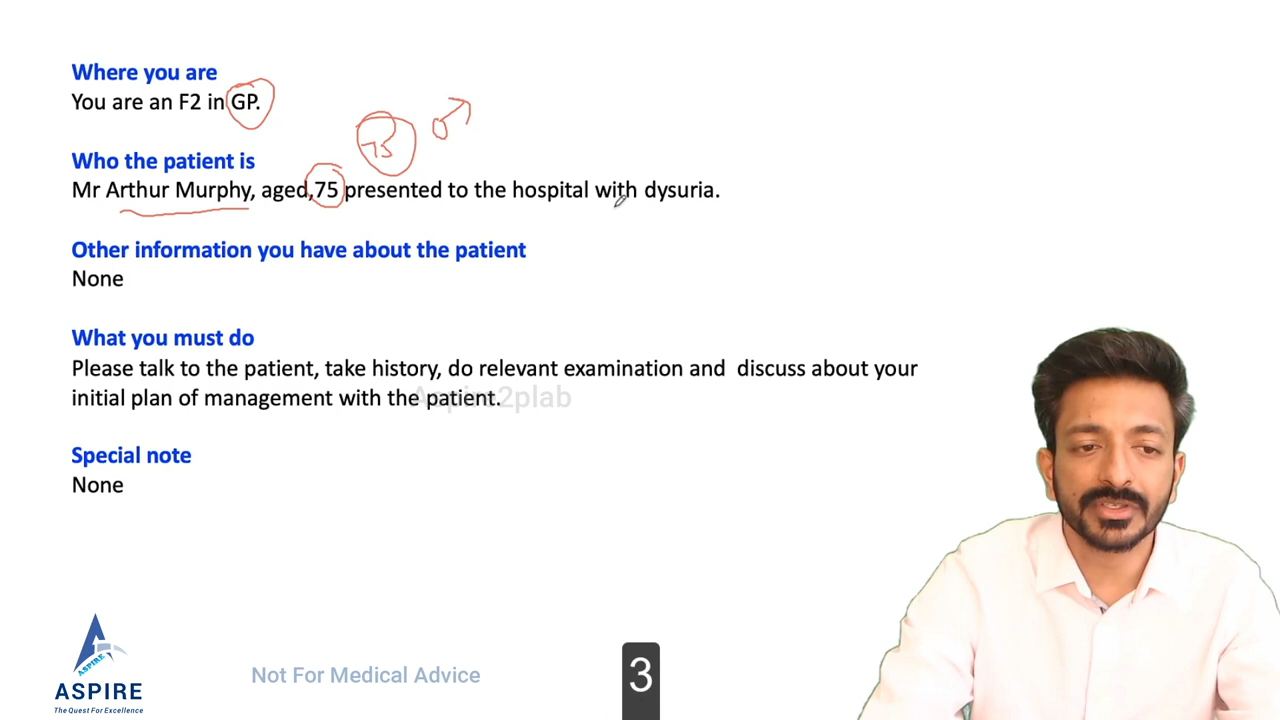 Where you are
You are an F2 in GP.
75
Who the patient is
Mr Arthur Murphy, aged,75 presented to the hospital with dysuria.
Other information you have about the patient
None
What you must do
Please talk to the patient, take history, do relevant examination and discuss about your
initial plan of management with the patient.
Aspire2plab
Special note
None
ASPIRE
ASPIRE
The Quest For Excellence
Not For Medical Advice
3